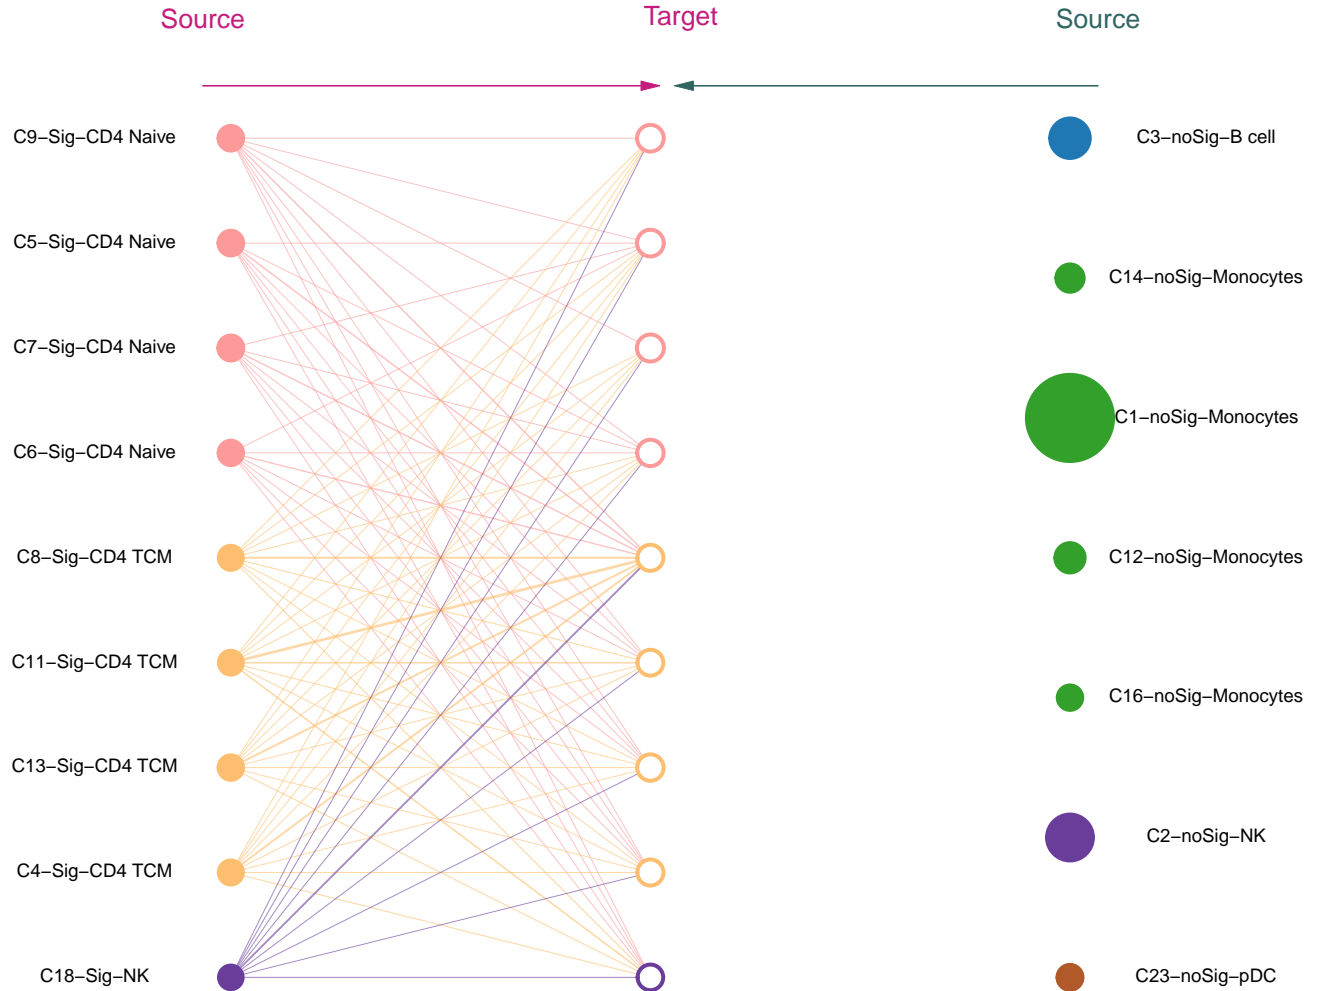 Source
Target
Source
C9−Sig−CD4 Naive
C3−noSig−B cell
C5−Sig−CD4 Naive
C14−noSig−Monocytes
C7−Sig−CD4 Naive
C1−noSig−Monocytes
C6−Sig−CD4 Naive
C8−Sig−CD4 TCM
C12−noSig−Monocytes
C11−Sig−CD4 TCM
C16−noSig−Monocytes
C13−Sig−CD4 TCM
C2−noSig−NK
C4−Sig−CD4 TCM
C18−Sig−NK
C23−noSig−pDC